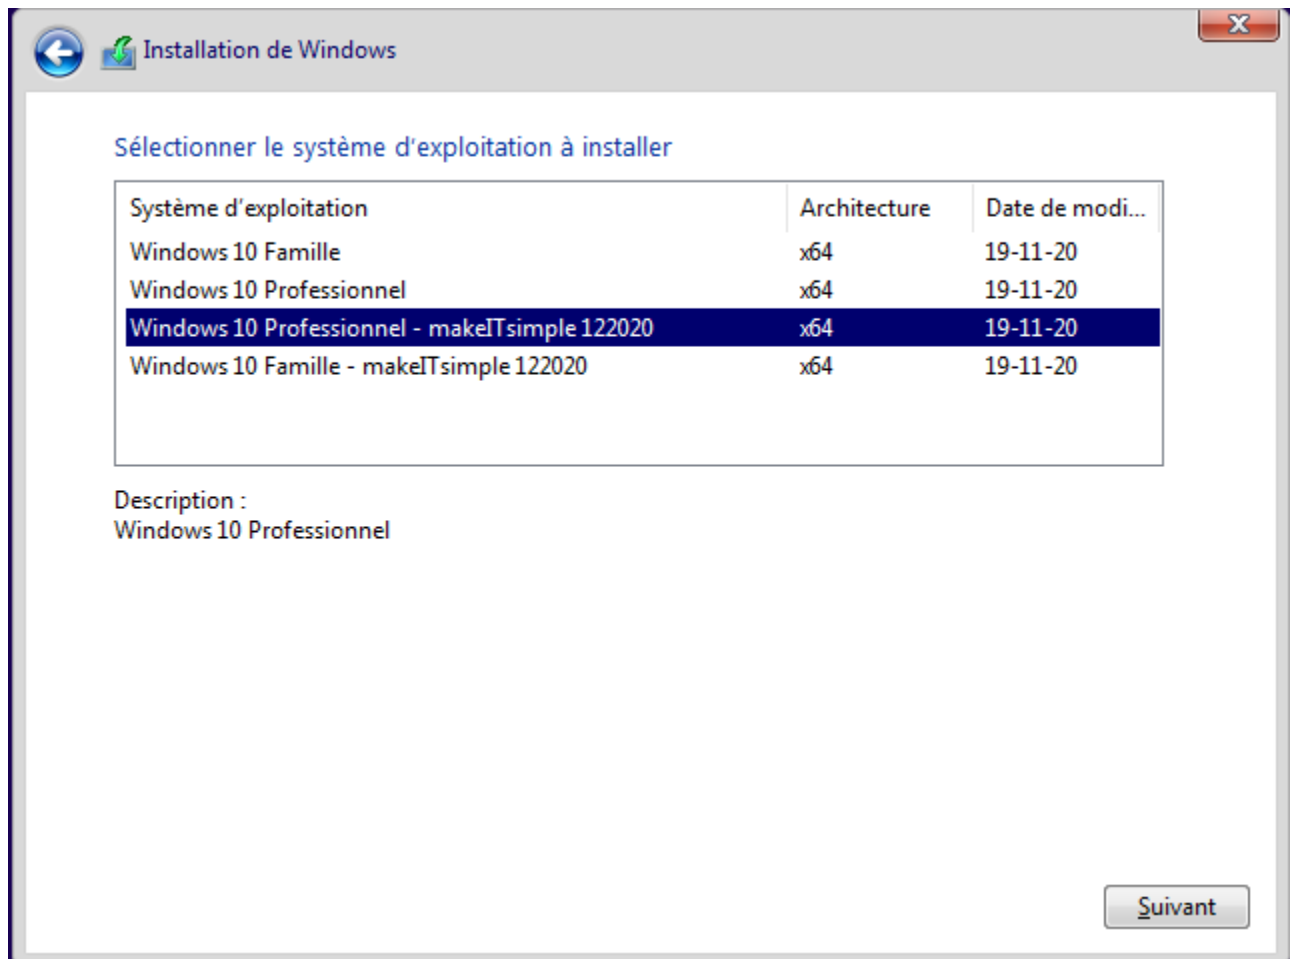 Installation de Windows
X
Sélectionner le système d'exploitation à installer
Système d'exploitation Architecture Date de modi...
Windows 10 Famille x64 19-11-20
Windows 10 Professionnel x64 19-11-20
Windows 10 Professionnel - makeITsimple 122020 x64 19-11-20
Windows 10 Famille - makeITsimple 122020 x64 19-11-20
Description :
Windows 10 Professionnel
Suivant